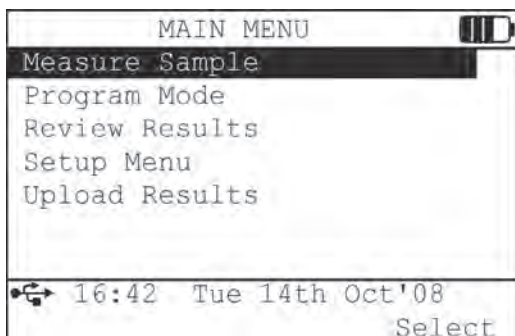 MAIN MENU
Measure Sample
Program Mode
Review Results
Setup Menu
Upload Results
16:42 Tue 14th Oct'08
Select